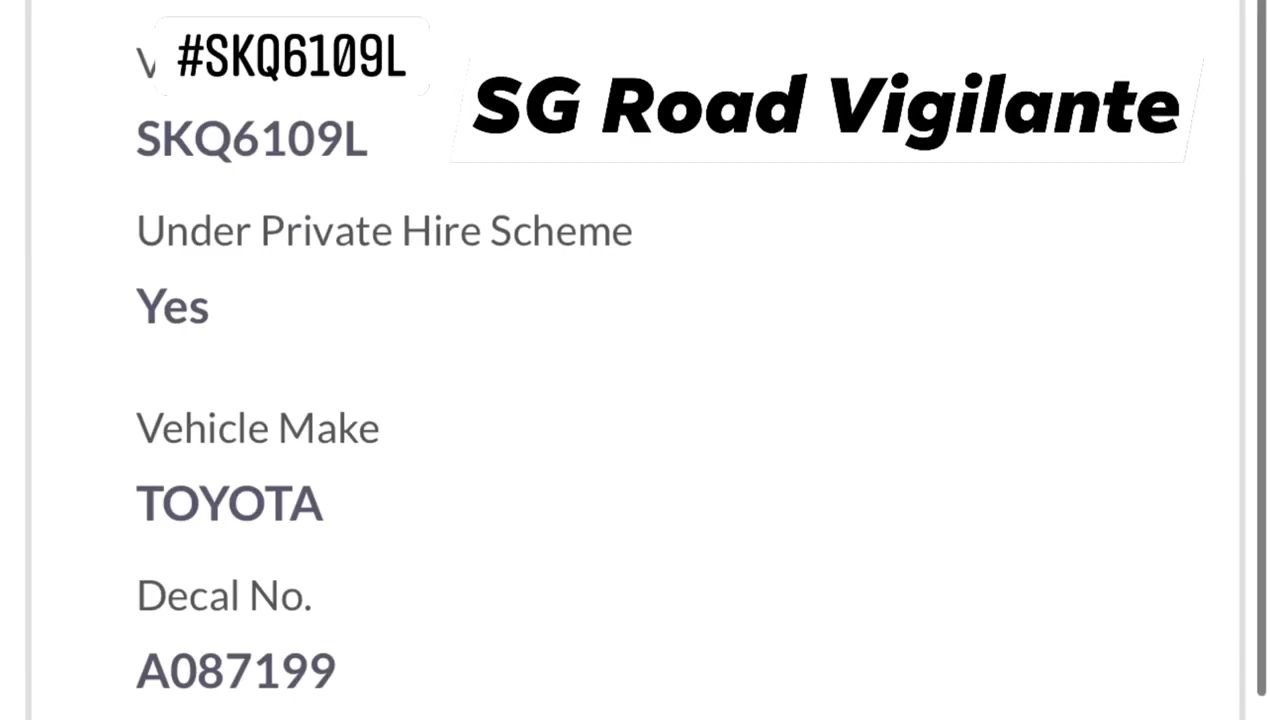 #SKQ6109L
SG Road Vigilante
SKQ6109L
Under Private Hire Scheme
Yes
Vehicle Make
TOYOTA
Decal No.
A087199